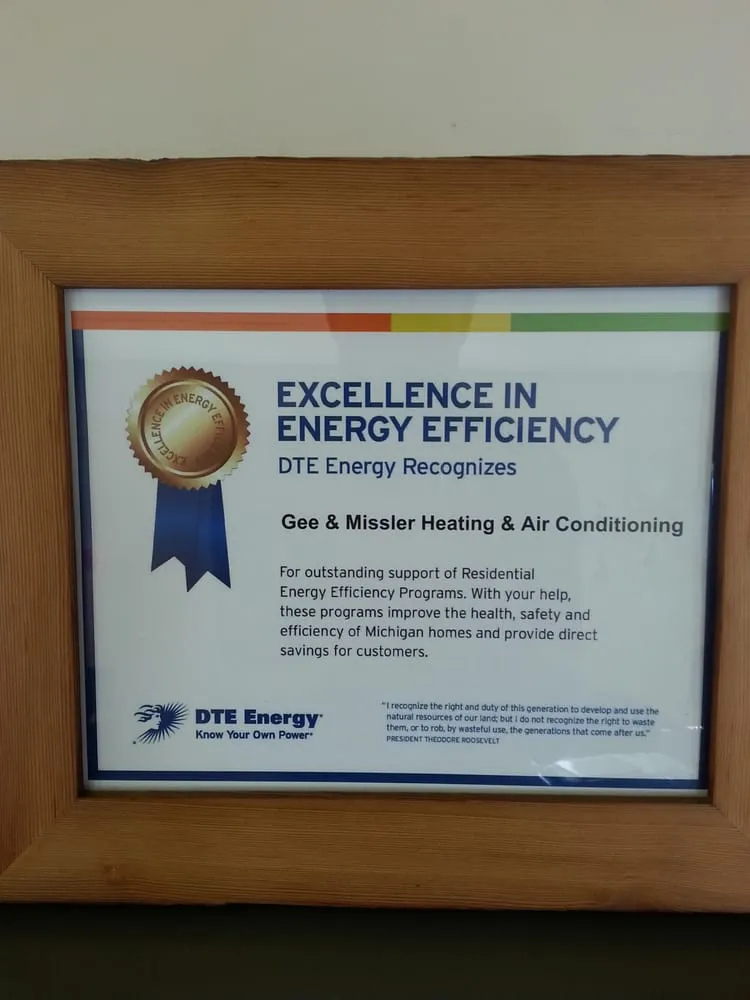 EXCELLENCE IN ENERGY EFFI
EXCELLENCE IN
ENERGY EFFICIENCY
DTE Energy Recognizes
Gee & Missler Heating & Air Conditioning
For outstanding support of Residential
Energy Efficiency Programs. With your help,
these programs improve the health, safety and
efficiency of Michigan homes and provide direct
savings for customers.
DTE Energy®
Know Your Own Power®
"I recognize the right and duty of this generation to develop and use the
natural resources of our land; but I do not recognize the right to waste
them, or to rob, by wasteful use, the generations that come after us."
PRESIDENT THEODORE ROOSEVELT